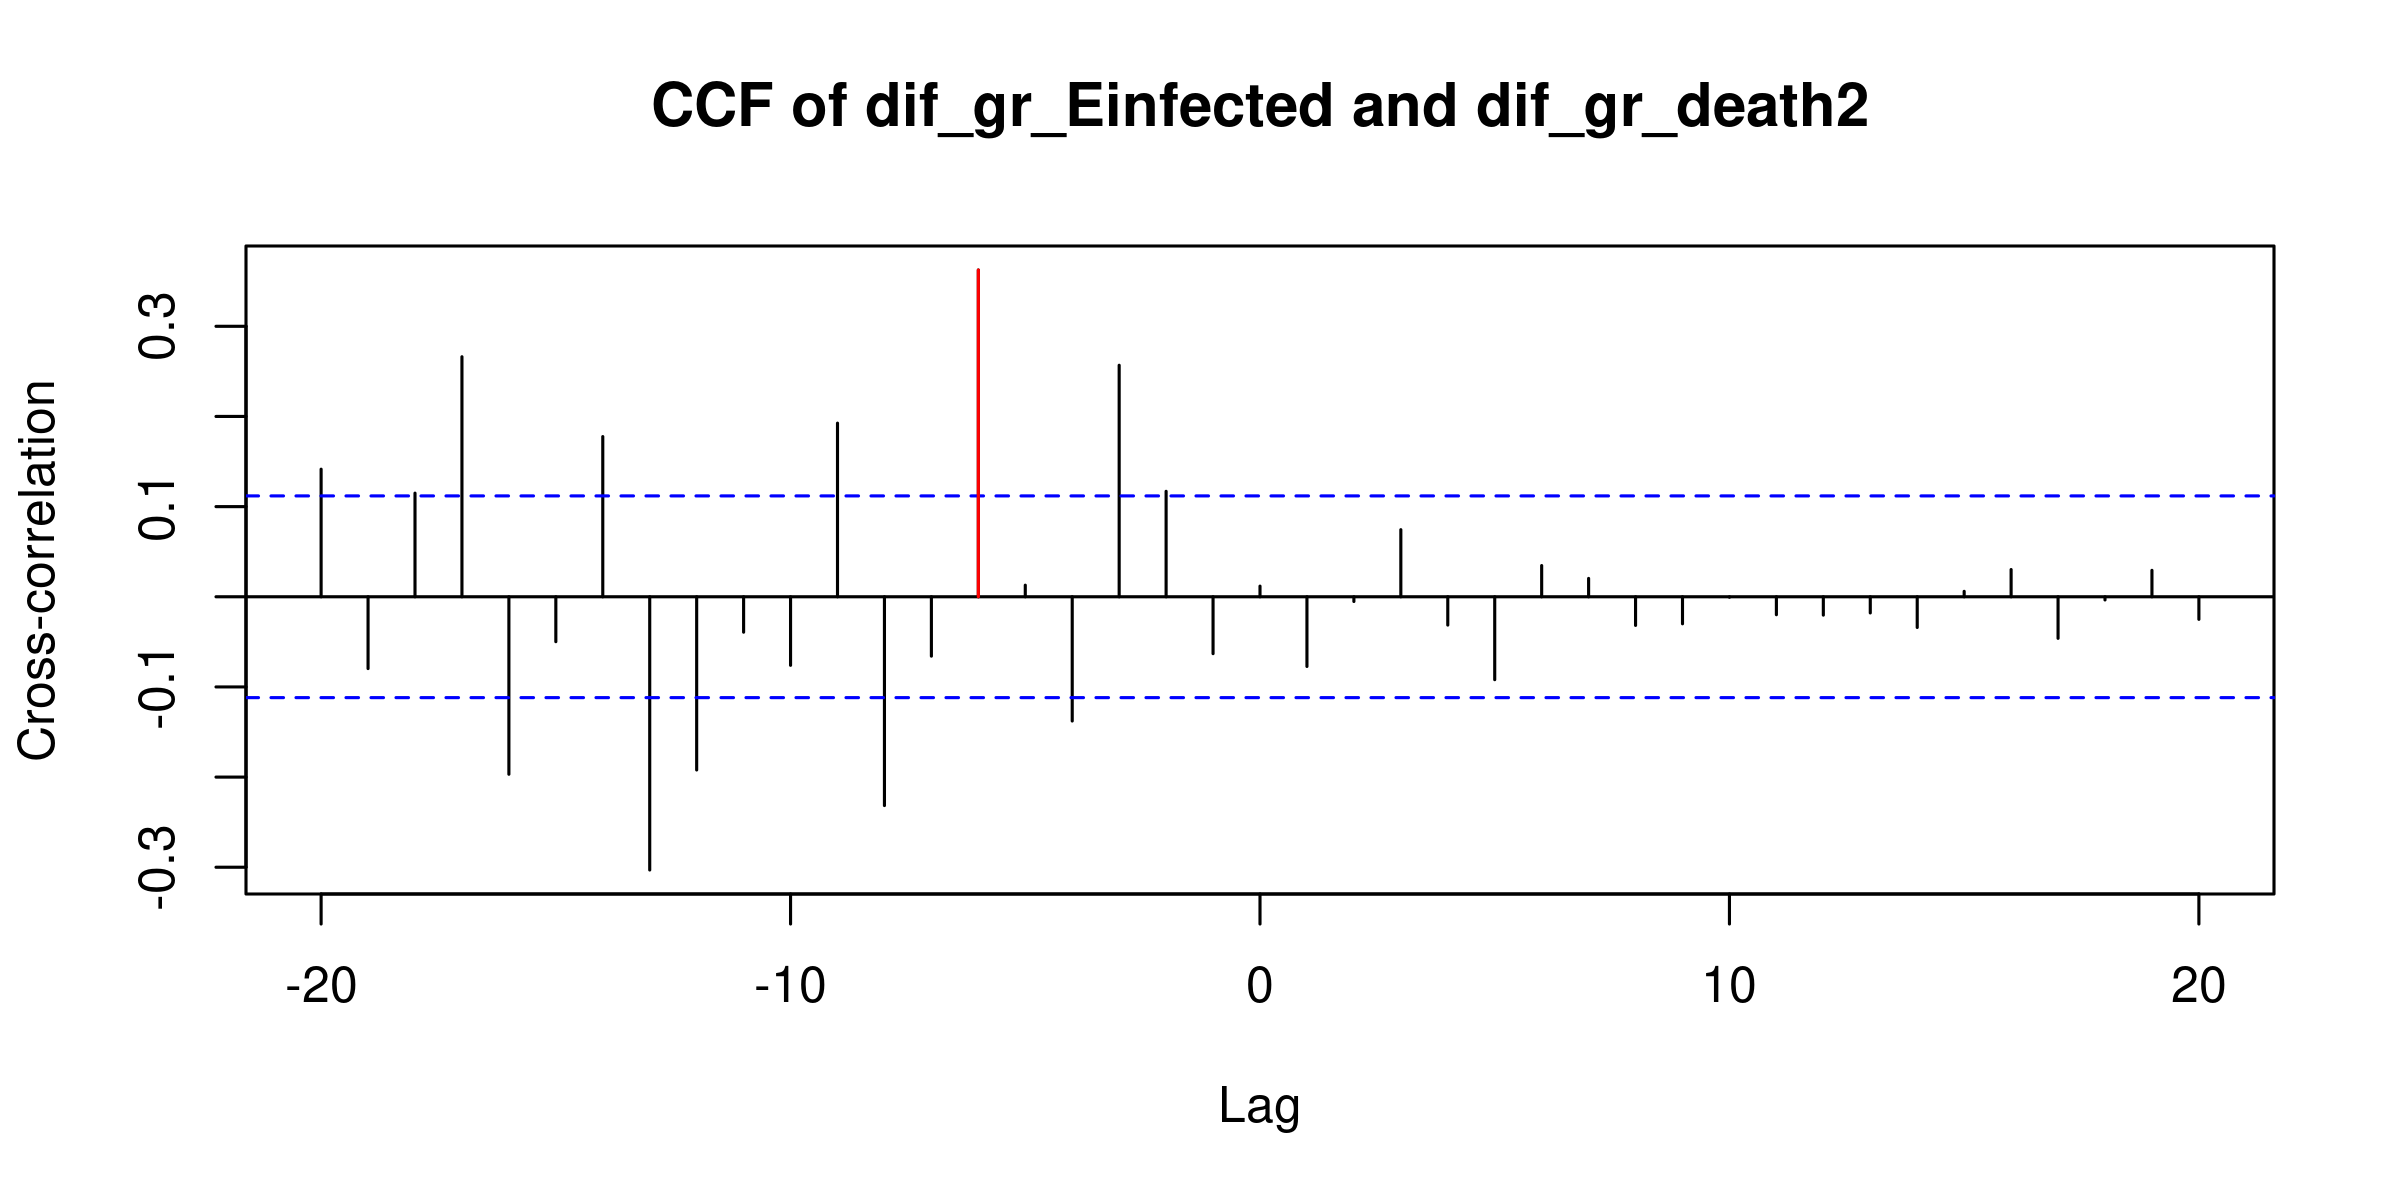 CCF of dif_gr_Einfected and dif_gr_death2
Cross-correlation
0.3
0.1
-0.1
-0.3
-20 -10 0 10 20
Lag